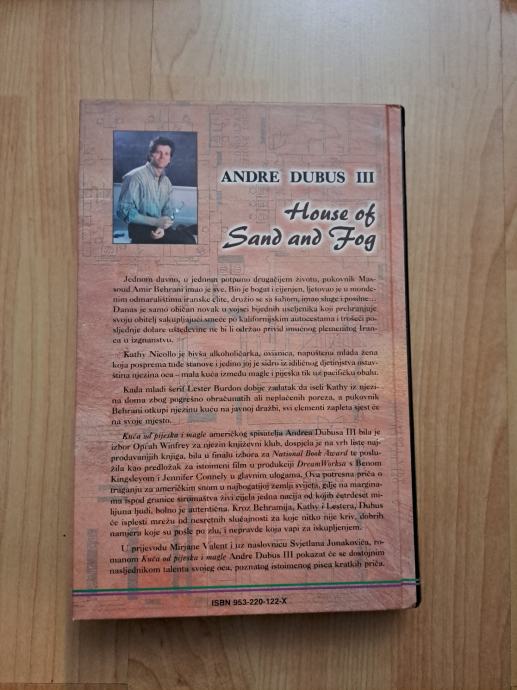 ANDRE DUBUS III
House of
Sand and Fog
Jednom davno, u jednom potpuno drugačijem životu, pukovnik Mas-
soud Amir Behrani imao je sve. Bio je bogat i cijenjen, ljetovao je u monde-
nim odmaralištima iranske elite, družio se sa šahom, imao sluge i posilne...
Danas je samo običan novak u vojsci bijednih useljenika koji prehranjuje
svoju obitelj sakupljajući smeće po kalifornijskim autocestama i trošeći po-
sljednje dolare ušteđevine ne bi li održao privid imućnog plemenitog Iran-
ca u izgnanstvu.
Kathy Nicollo je bivša alkoholičarka, ovisnica, napuštena mlada žena
koja posprema tuđe stanove i jedino joj je sidro iz sdiličnog djetinjstva ostav-
ština njezina oca – mala kuća između magle i pijeska tik uz pacifičku obalu.
Kada mladi šerif Lester Burdon dobije zadatak da iseli Kathy iz njezi-
na doma zbog pogrešno obračunatih ali neplaćenih poreza, a pukovnik
Behrani otkupi njezinu kuću na javnoj dražbi, svi elementi zapleta sjest će
na svoje mjesto.
Kuća od pijeska i magle američkog spisatelja Andrea Dubusa III bila je
izbor Oprah Winfrey za njezin književni klub, dospjela je na vrh liste naj-
prodavanijih knjiga, bila u finalu izbora za National Book Award te poslu-
žila kao predložak za istoimeni film u produkciji DreamWorksa s Benom
Kingsleyom i Jennifer Connely u glavnim ulogama. Ova potresna priča o
traganju za američkim snom u najbogatijoj zemlji svijeta, gdje na margina-
ma ispod granice siromaštva živi cijela jedna nacija od kojih četrdeset mi-
lijuna ljudi, bolno je autentična. Kroz Behranija, Kathy i Lestera, Dubus
će isplesti mrežu od nesretnih slučajnosti za koje nitko nije kriv, dobrih
namjera koje su pošle po zlu, i nepravde koja vapi za iskupljenjem.
U prijevodu Mirjane Valent i uz naslovnicu Svjetlana Junakovića, ro-
manom Kuća od pijeska i magle Andre Dubus III pokazat će se dostojnim
nasljednikom talenta svojeg oca, poznatog istoimenog pisca kratkih priča.
ISBN 953-220-122-X